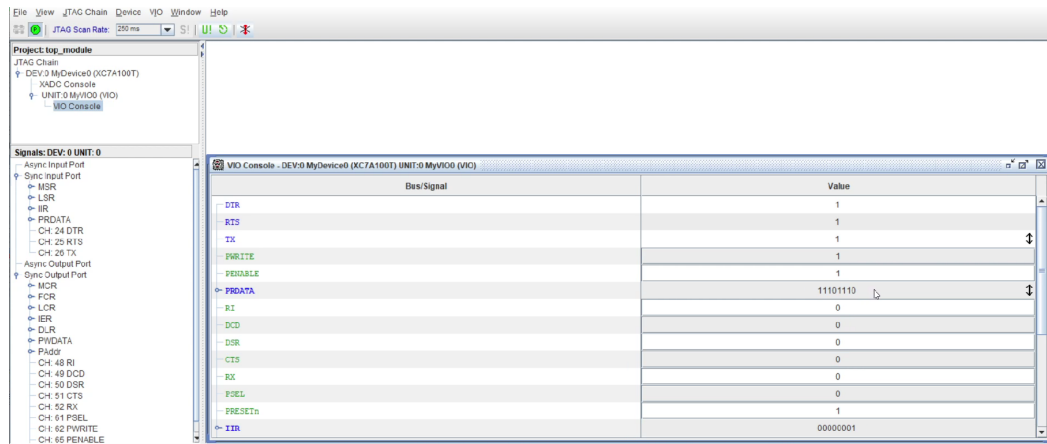 File View JTAG Chain Device VIO Window Help
JTAG Scan Rate: 250 ms S! U!
Project: top_module
JTAG Chain
DEV:0 MyDevice0 (XC7A100T)
XADC Console
UNIT:0 MyVIO0 (VIO)
VIO Console
Signals: DEV: 0 UNIT: 0
Async Input Port
Sync Input Port
MSR
LSR
IIR
PRDATA
CH: 24 DTR
CH: 25 RTS
CH: 26 TX
Async Output Port
Sync Output Port
MCR
FCR
LCR
IER
DLR
PWDATA
PAddr
CH: 48 RI
CH: 49 DCD
CH: 50 DSR
CH: 51 CTS
CH: 52 RX
CH: 61 PSEL
CH: 62 PWRITE
CH: 65 PENABLE
VIO Console - DEV:0 MyDevice0 (XC7A100T) UNIT:0 MyVIO0 (VIO)
Bus/Signal Value
DTR 1
RTS 1
TX 1
PWRITE 1
PENABLE 1
PRDATA 11101110
RI 0
DCD 0
DSR 0
CTS 0
RX 0
PSEL 0
PRESETn 1
IIR 00000001